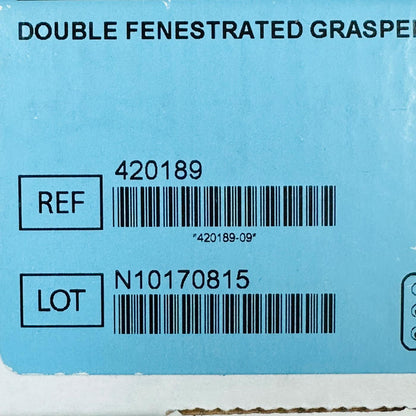 DOUBLE FENESTRATED GRASPE
REF
420189
*420189-09*
LOT
N10170815